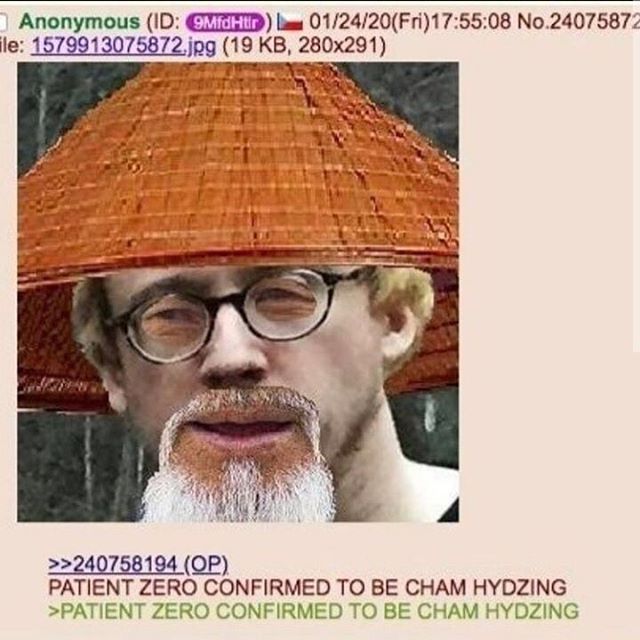 Anonymous (ID: 9MfdHtIr) 01/24/20(Fri)17:55:08 No.24075872
ile: 1579913075872.jpg (19 KB, 280x291)
>>240758194 (OP)
PATIENT ZERO CONFIRMED TO BE CHAM HYDZING
>PATIENT ZERO CONFIRMED TO BE CHAM HYDZING